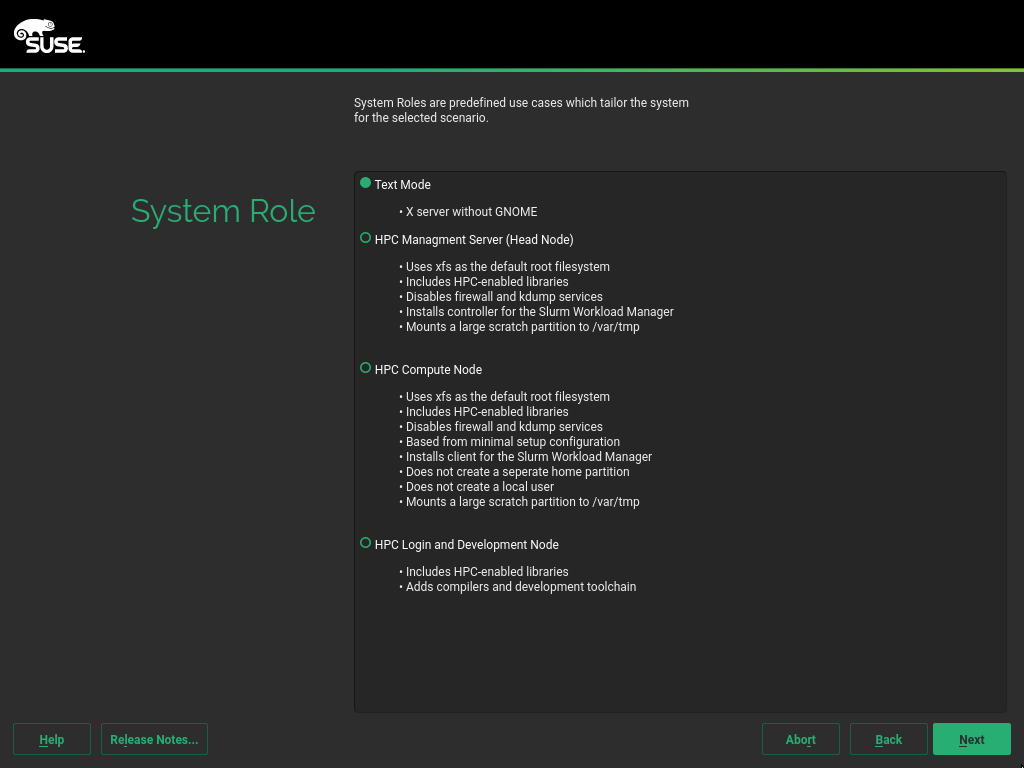 SUSE.
System Roles are predefined use cases which tailor the system
for the selected scenario.
System Role
Text Mode
• X server without GNOME
HPC Managment Server (Head Node)
• Uses xfs as the default root filesystem
• Includes HPC-enabled libraries
• Disables firewall and kdump services
• Installs controller for the Slurm Workload Manager
• Mounts a large scratch partition to /var/tmp
HPC Compute Node
• Uses xfs as the default root filesystem
• Includes HPC-enabled libraries
• Disables firewall and kdump services
• Based from minimal setup configuration
• Installs client for the Slurm Workload Manager
• Does not create a seperate home partition
• Does not create a local user
• Mounts a large scratch partition to /var/tmp
HPC Login and Development Node
• Includes HPC-enabled libraries
• Adds compilers and development toolchain
Help Release Notes... Abort Back Next